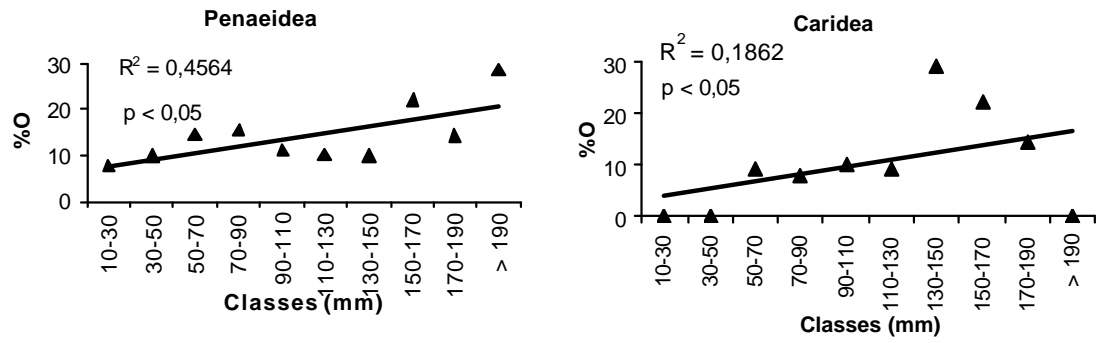 Penaeidea
R² = 0,4564
p < 0,05
%O
30
20
10
0
10-30
30-50
50-70
70-90
90-110
110-130
130-150
150-170
170-190
> 190
Classes (mm)
Caridea
R² = 0,1862
p < 0,05
%O
30
20
10
0
10-30
30-50
50-70
70-90
90-110
110-130
130-150
150-170
170-190
> 190
Classes (mm)